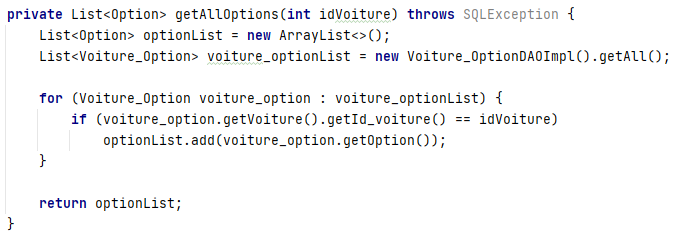 private List<Option> getAllOptions(int idVoiture) throws SQLException {
    List<Option> optionList = new ArrayList<>();
    List<Voiture_Option> voiture_optionList = new Voiture_OptionDAOImpl().getAll();

    for (Voiture_Option voiture_option : voiture_optionList) {
        if (voiture_option.getVoiture().getId_voiture() == idVoiture)
            optionList.add(voiture_option.getOption());
    }

    return optionList;
}